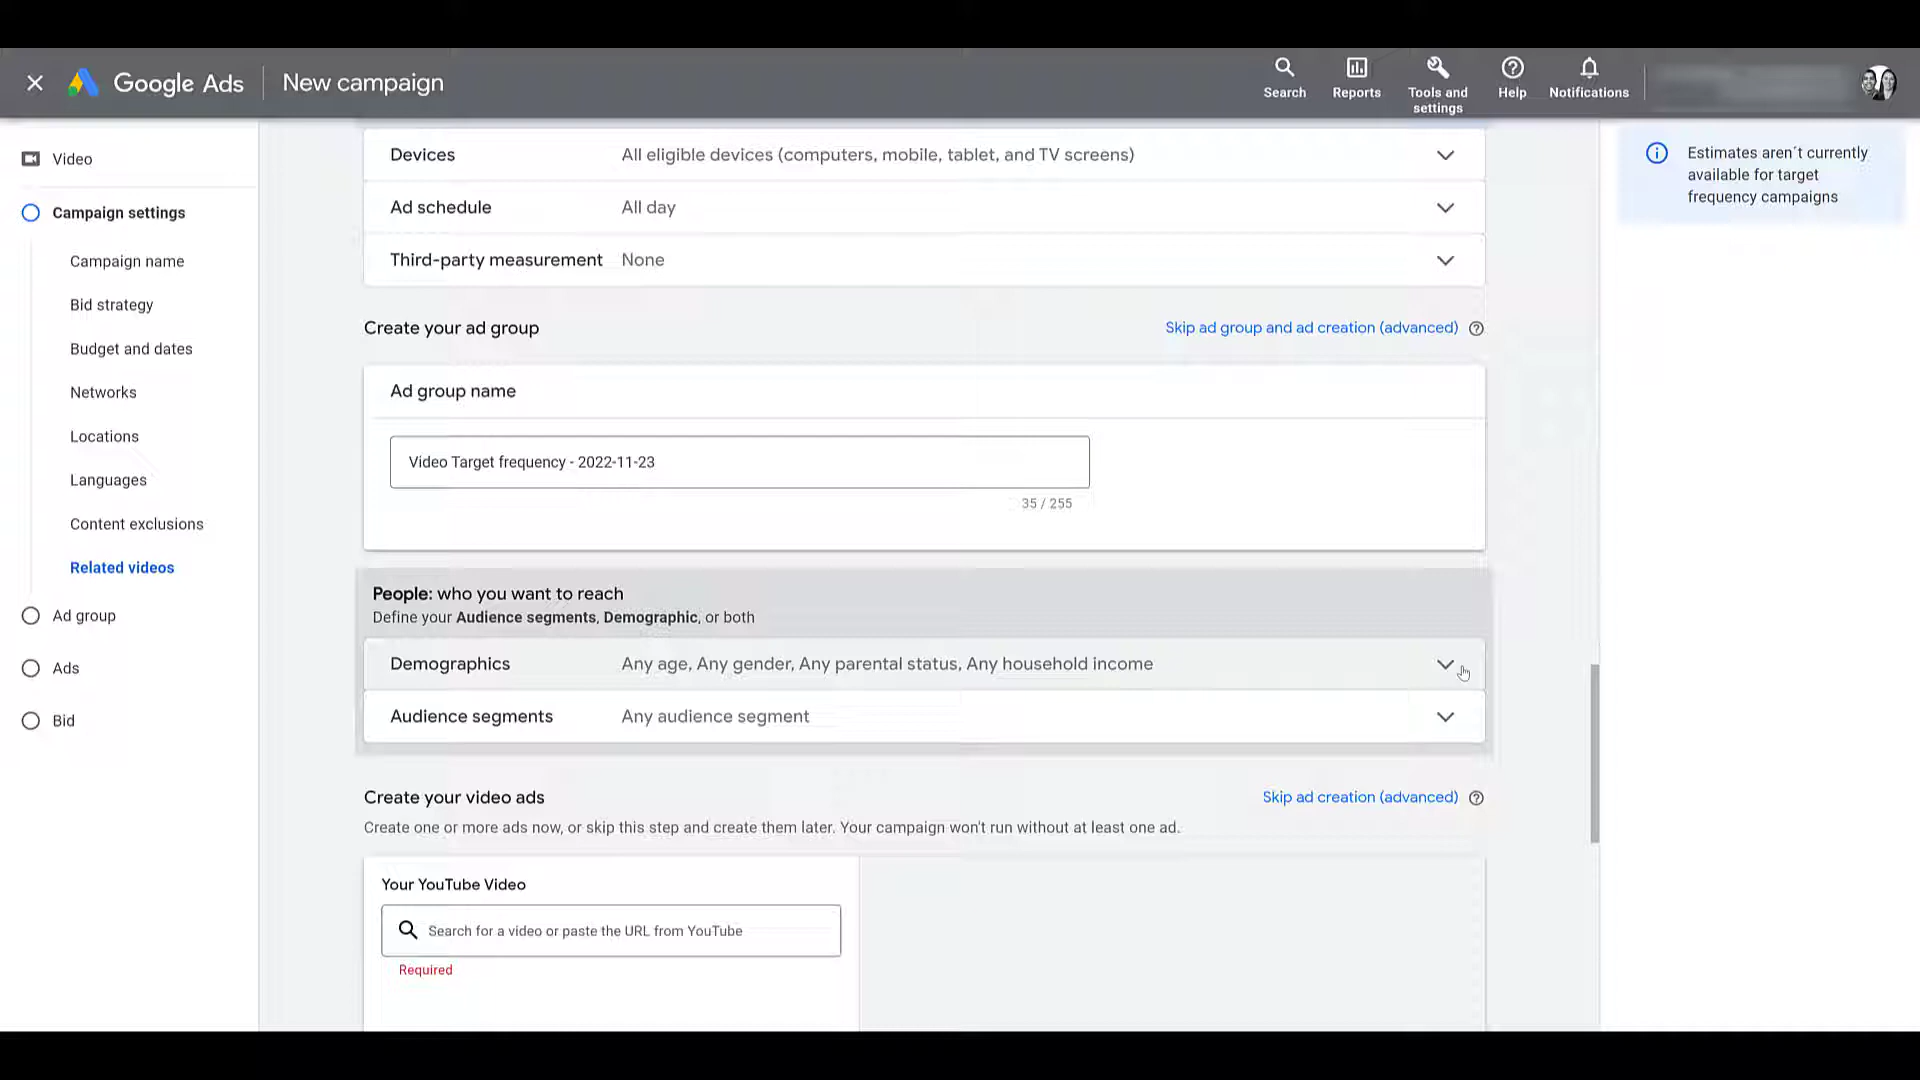 Google Ads
New campaign
Search
Reports
Tools and
settings
Help
Notifications
Video
Campaign settings
Campaign name
Bid strategy
Budget and dates
Networks
Locations
Languages
Content exclusions
Related videos
Ad group
Ads
Bid
Devices All eligible devices (computers, mobile, tablet, and TV screens)
Ad schedule All day
Third-party measurement None
Create your ad group Skip ad group and ad creation (advanced)
Ad group name
Video Target frequency - 2022-11-23
35 / 255
People: who you want to reach
Define your Audience segments, Demographic, or both
Demographics Any age, Any gender, Any parental status, Any household income
Audience segments Any audience segment
Create your video ads Skip ad creation (advanced)
Create one or more ads now, or skip this step and create them later. Your campaign won't run without at least one ad.
Your YouTube Video
Search for a video or paste the URL from YouTube
Required
Estimates aren´t currently
available for target
frequency campaigns